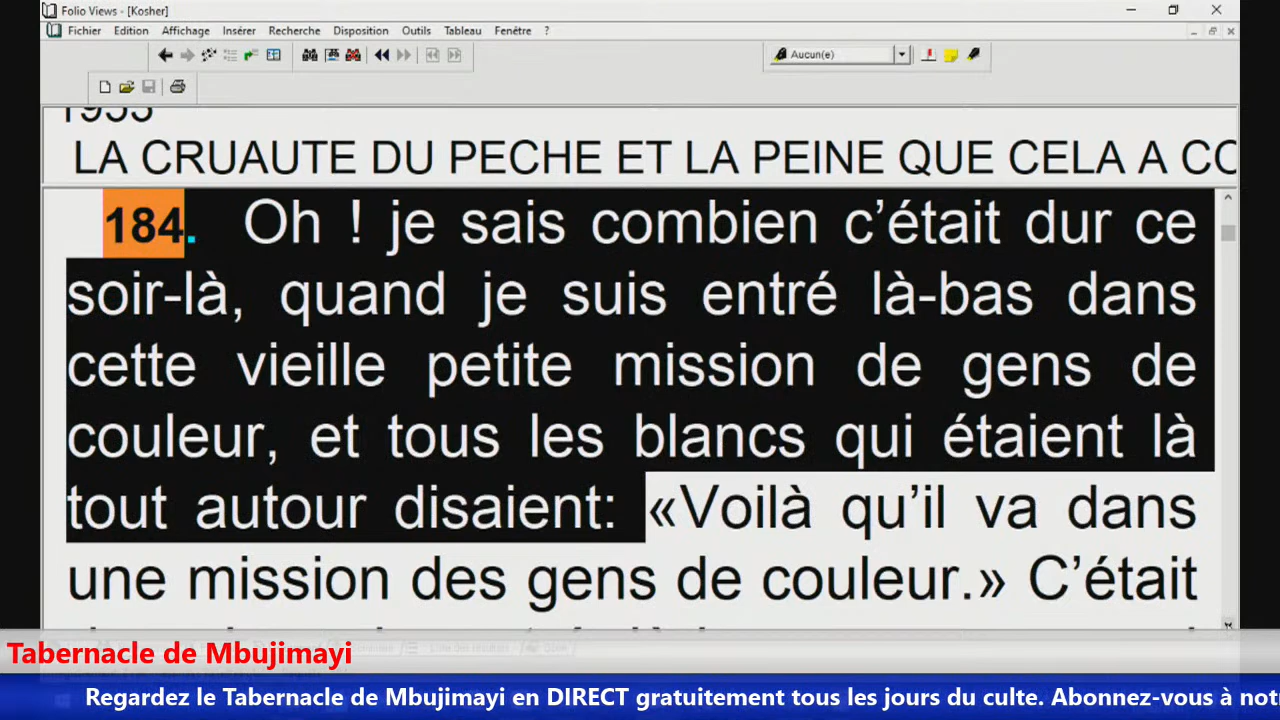 Folio Views - [Kosher]
Fichier Edition Affichage Insérer Recherche Disposition Outils Tableau Fenêtre ?
Aucun(e)
1953
LA CRUAUTE DU PECHE ET LA PEINE QUE CELA A CO
184. Oh ! je sais combien c’était dur ce
soir-là, quand je suis entré là-bas dans
cette vieille petite mission de gens de
couleur, et tous les blancs qui étaient là
tout autour disaient: «Voilà qu’il va dans
une mission des gens de couleur.» C’était
Tabernacle de Mbujimayi
Regardez le Tabernacle de Mbujimayi en DIRECT gratuitement tous les jours du culte. Abonnez-vous à not